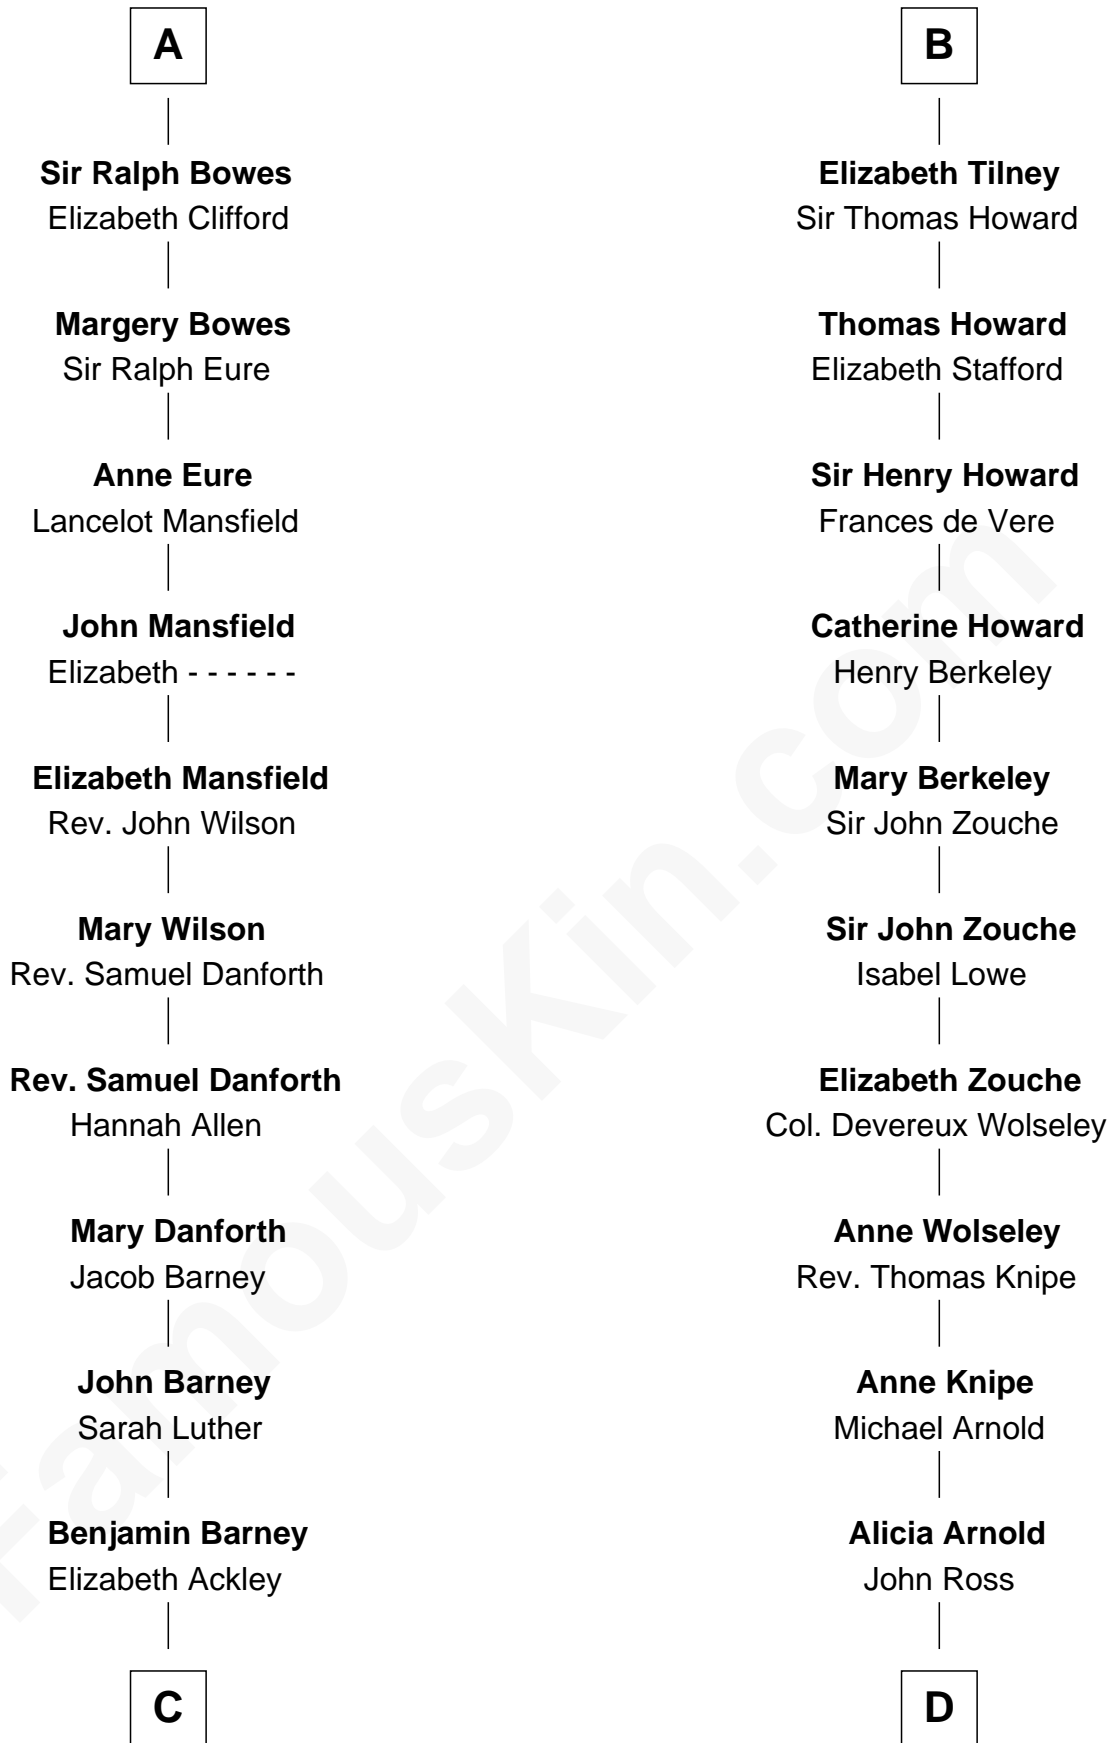 A
Sir Ralph Bowes
Elizabeth Clifford
Margery Bowes
Sir Ralph Eure
Anne Eure
Lancelot Mansfield
John Mansfield
Elizabeth - - - - - -
Elizabeth Mansfield
Rev. John Wilson
Mary Wilson
Rev. Samuel Danforth
Rev. Samuel Danforth
Hannah Allen
Mary Danforth
Jacob Barney
John Barney
Sarah Luther
Benjamin Barney
Elizabeth Ackley
C
B
Elizabeth Tilney
Sir Thomas Howard
Thomas Howard
Elizabeth Stafford
Sir Henry Howard
Frances de Vere
Catherine Howard
Henry Berkeley
Mary Berkeley
Sir John Zouche
Sir John Zouche
Isabel Lowe
Elizabeth Zouche
Col. Devereux Wolseley
Anne Wolseley
Rev. Thomas Knipe
Anne Knipe
Michael Arnold
Alicia Arnold
John Ross
D
FamousKin.com